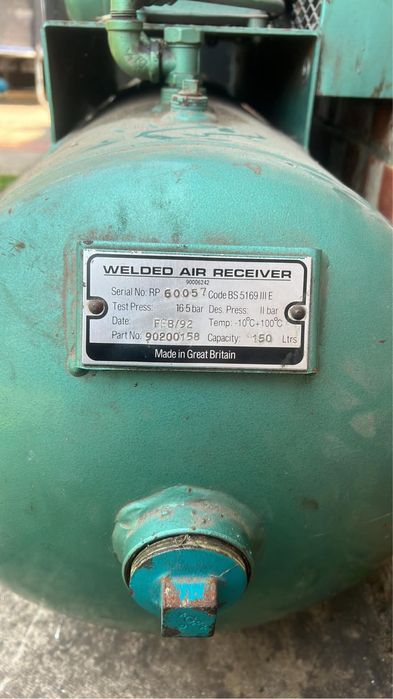 WELDED AIR RECEIVER
90006242
Serial No. RP 60057 Code BS 5169 III E
Test Press: 16·5 bar Des. Press: 11 bar
Date: FEB/92 Temp: -10°C+100°C
Part No. 90200158 Capacity: 150 Ltrs
Made in Great Britain